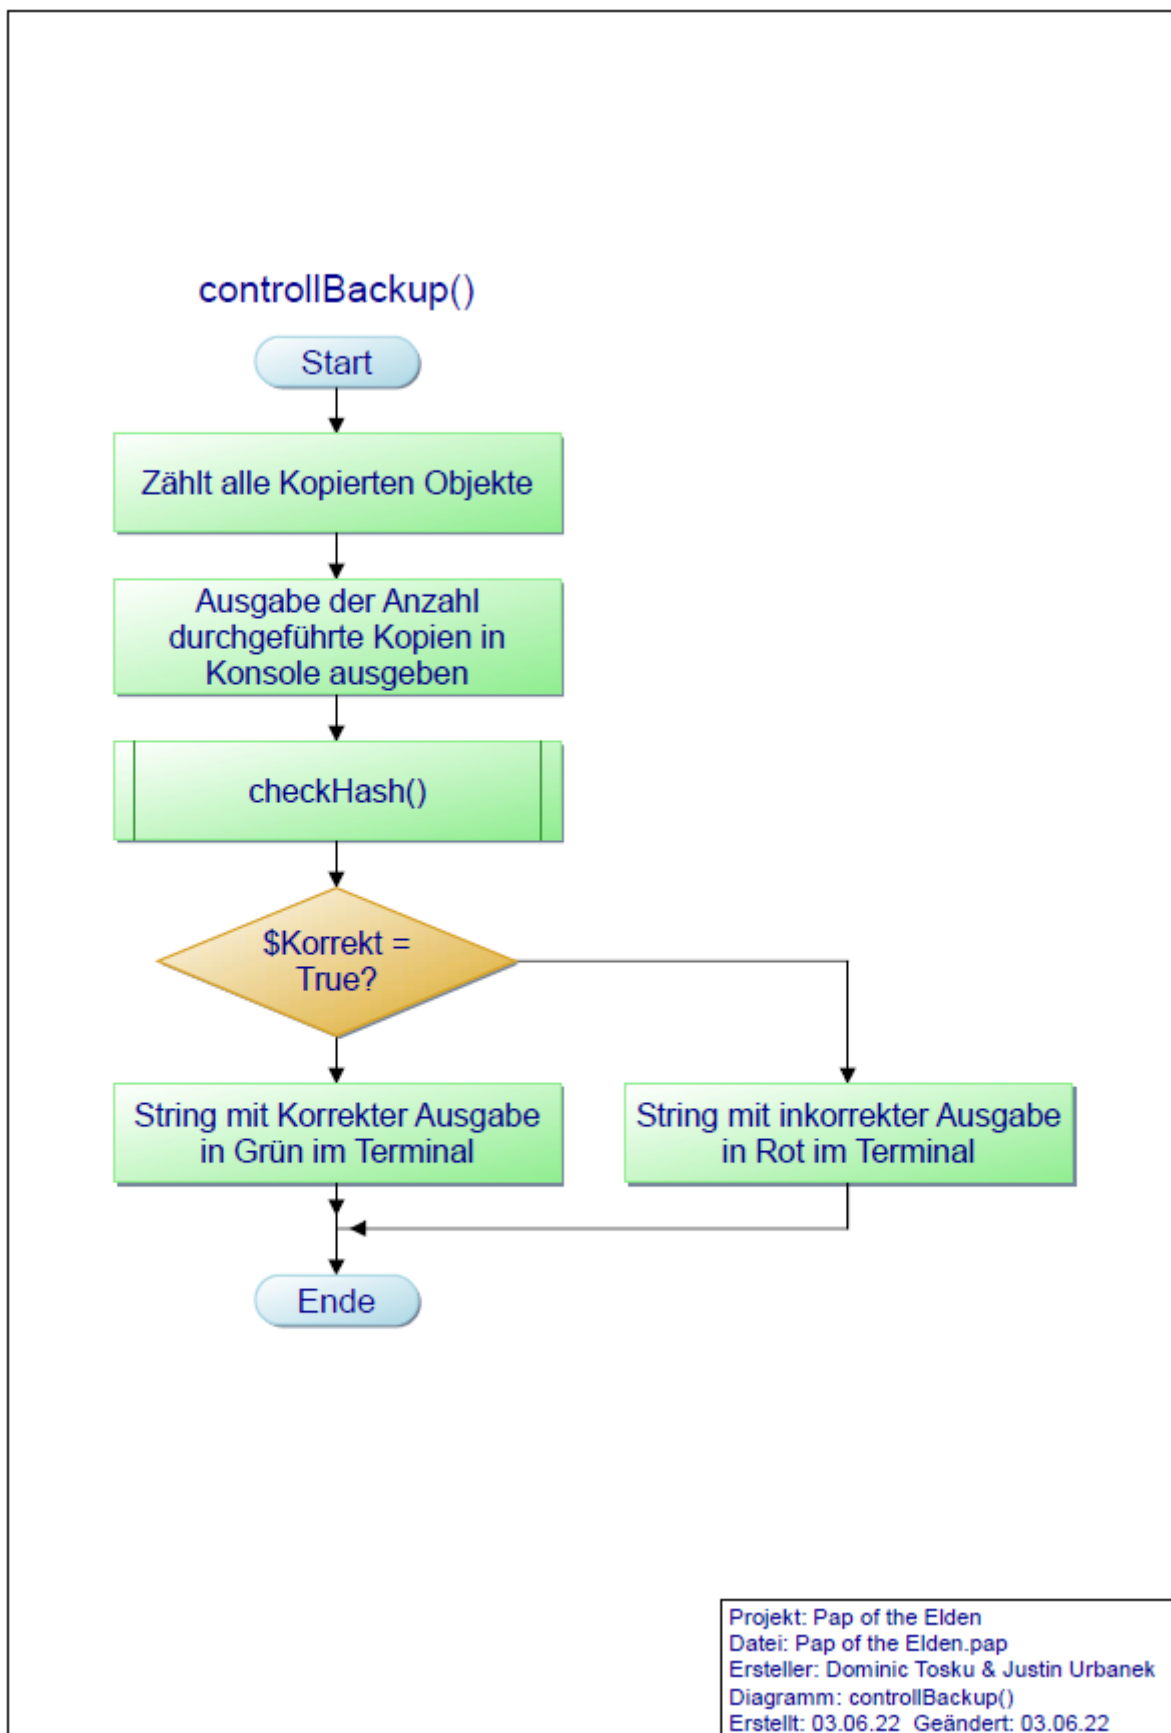 controllBackup()
Start
Zählt alle Kopierten Objekte
Ausgabe der Anzahl
durchgeführte Kopien in
Konsole ausgeben
checkHash()
$Korrekt =
True?
String mit Korrekter Ausgabe
in Grün im Terminal
String mit inkorrekter Ausgabe
in Rot im Terminal
Ende
Projekt: Pap of the Elden
Datei: Pap of the Elden.pap
Ersteller: Dominic Tosku & Justin Urbanek
Diagramm: controllBackup()
Erstellt: 03.06.22 Geändert: 03.06.22